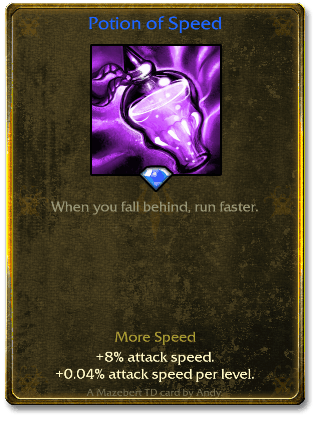 Potion of Speed
When you fall behind, run faster.
More Speed
+8% attack speed.
+0.04% attack speed per level.
A Mazebert TD card by Andy.